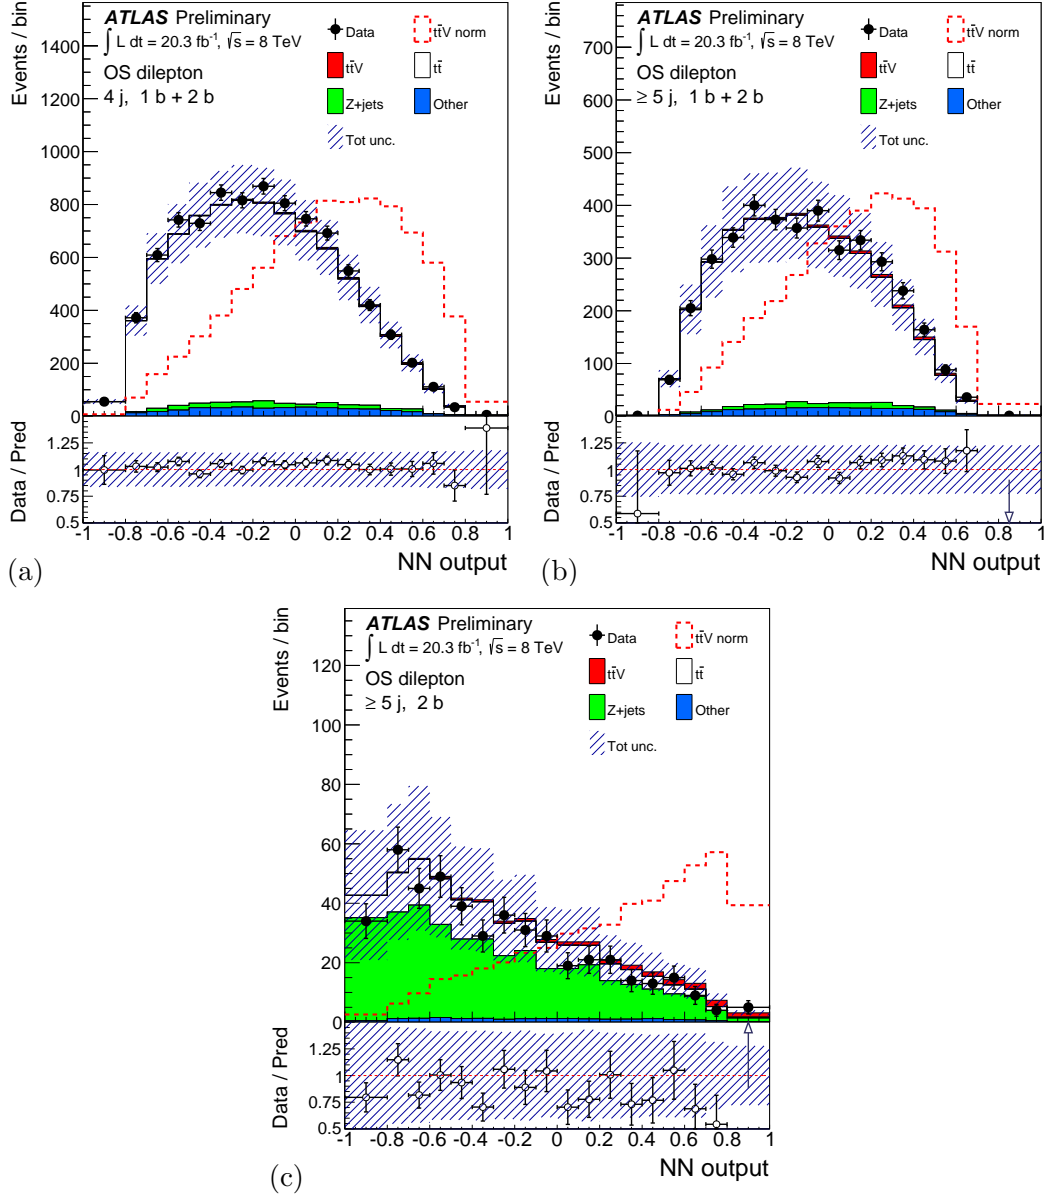 ATLAS Preliminary
∫ L dt = 20.3 fb⁻¹, √s = 8 TeV
OS dilepton
4 j, 1 b + 2 b
Data
tt̄V norm
tt̄V
tt̄
Z+jets
Other
Tot unc.
Events / bin
1400
1200
1000
800
600
400
200
0
Data / Pred
1.25
1
0.75
0.5
-1 -0.8 -0.6 -0.4 -0.2 0 0.2 0.4 0.6 0.8 1
NN output
(a)
ATLAS Preliminary
∫ L dt = 20.3 fb⁻¹, √s = 8 TeV
OS dilepton
≥ 5 j, 1 b + 2 b
Data
tt̄V norm
tt̄V
tt̄
Z+jets
Other
Tot unc.
Events / bin
700
600
500
400
300
200
100
0
Data / Pred
1.25
1
0.75
0.5
-1 -0.8 -0.6 -0.4 -0.2 0 0.2 0.4 0.6 0.8 1
NN output
(b)
ATLAS Preliminary
∫ L dt = 20.3 fb⁻¹, √s = 8 TeV
OS dilepton
≥ 5 j, 2 b
Data
tt̄V norm
tt̄V
tt̄
Z+jets
Other
Tot unc.
Events / bin
120
100
80
60
40
20
0
Data / Pred
1.25
1
0.75
0.5
-1 -0.8 -0.6 -0.4 -0.2 0 0.2 0.4 0.6 0.8 1
NN output
(c)